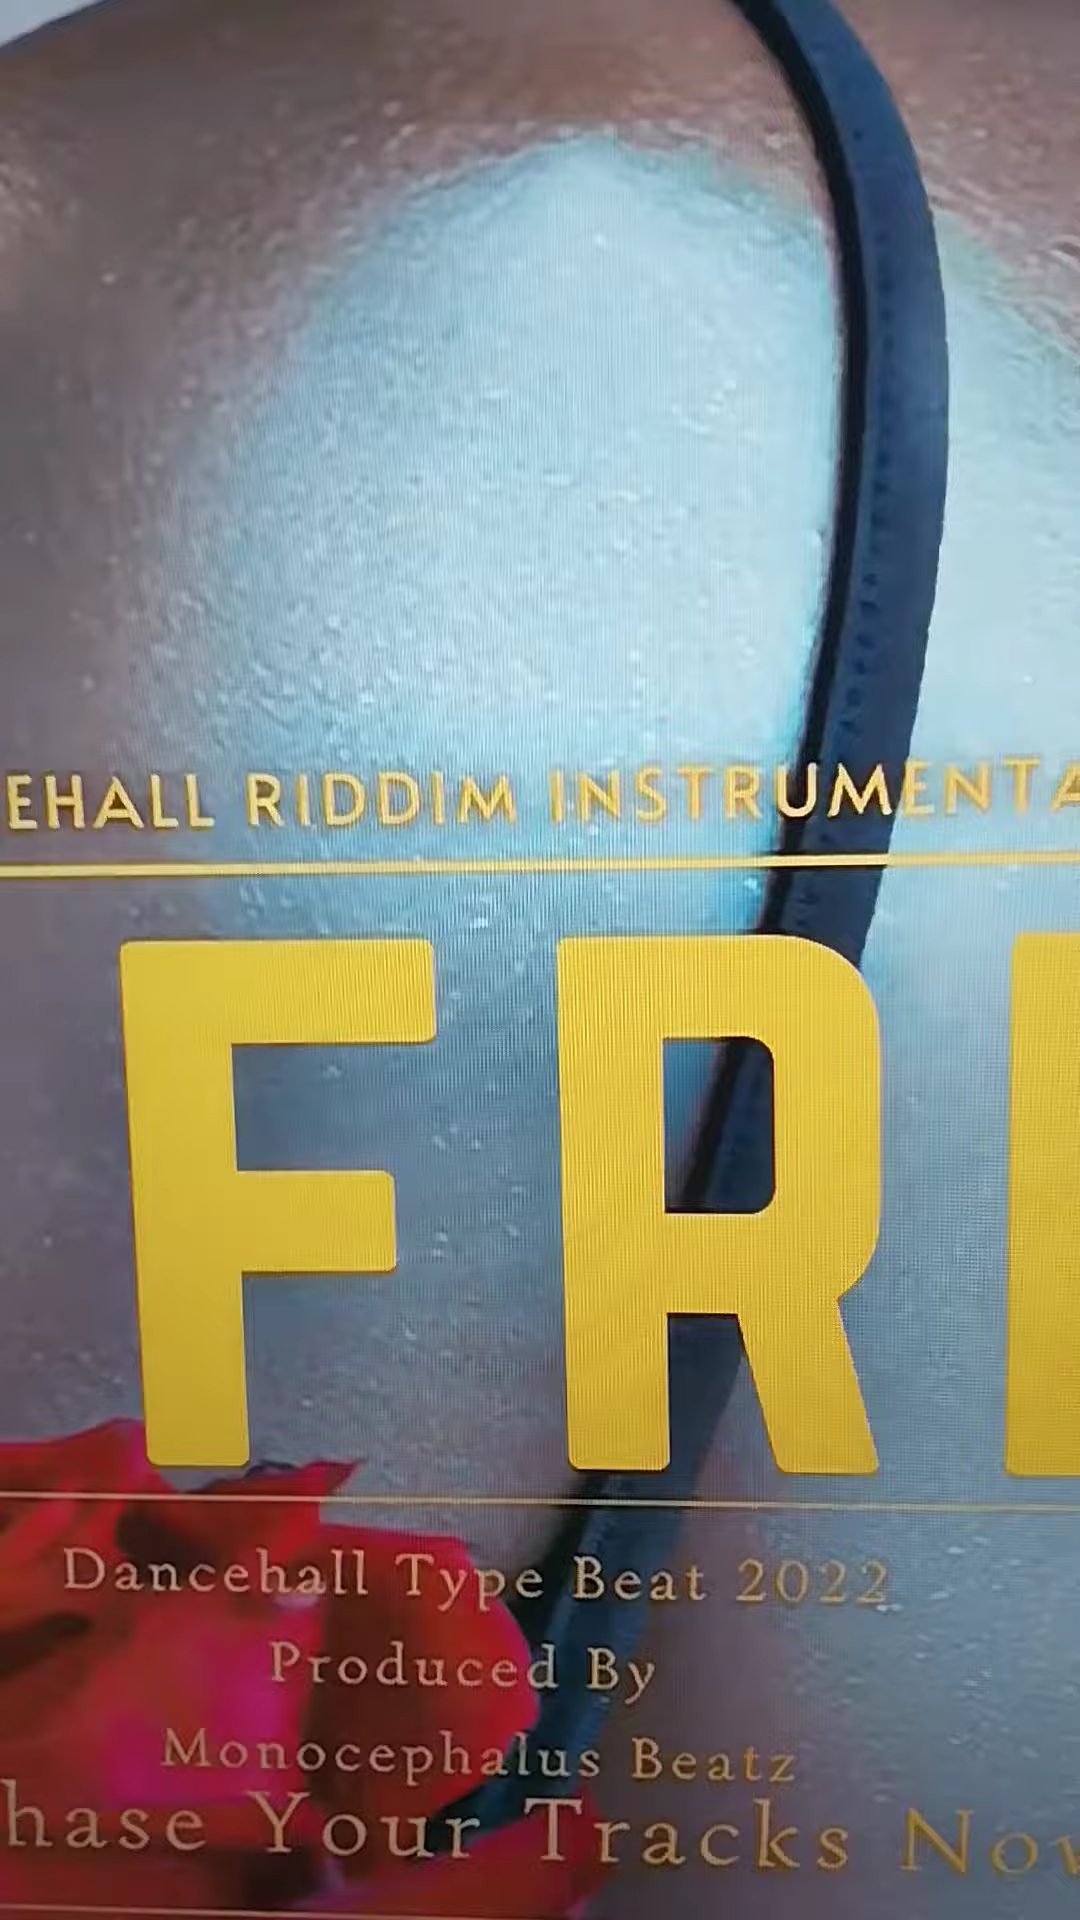 EHALL RIDDIM INSTRUMENTA
FR
Dancehall Type Beat 2022
Produced By
Monocephalus Beatz
hase Your Tracks Now